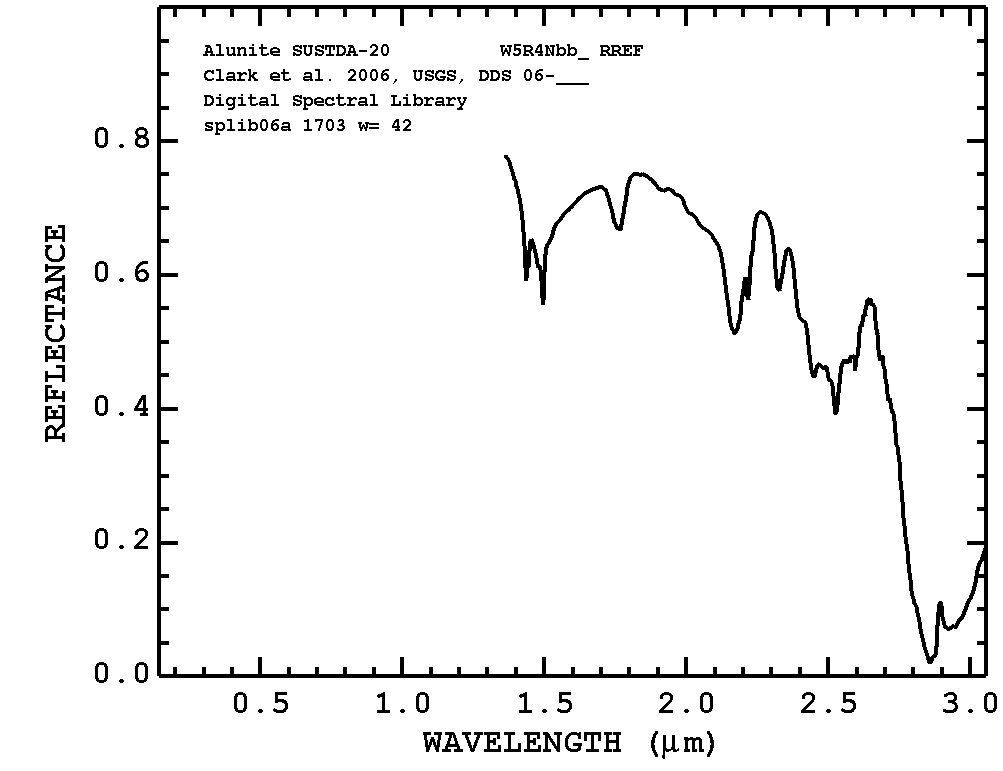 Alunite SUSTDA-20 W5R4Nbb_ RREF
Clark et al. 2006, USGS, DDS 06-___
Digital Spectral Library
splib06a 1703 w= 42
REFLECTANCE
0.8
0.6
0.4
0.2
0.0
0.5 1.0 1.5 2.0 2.5 3.0
WAVELENGTH (μm)